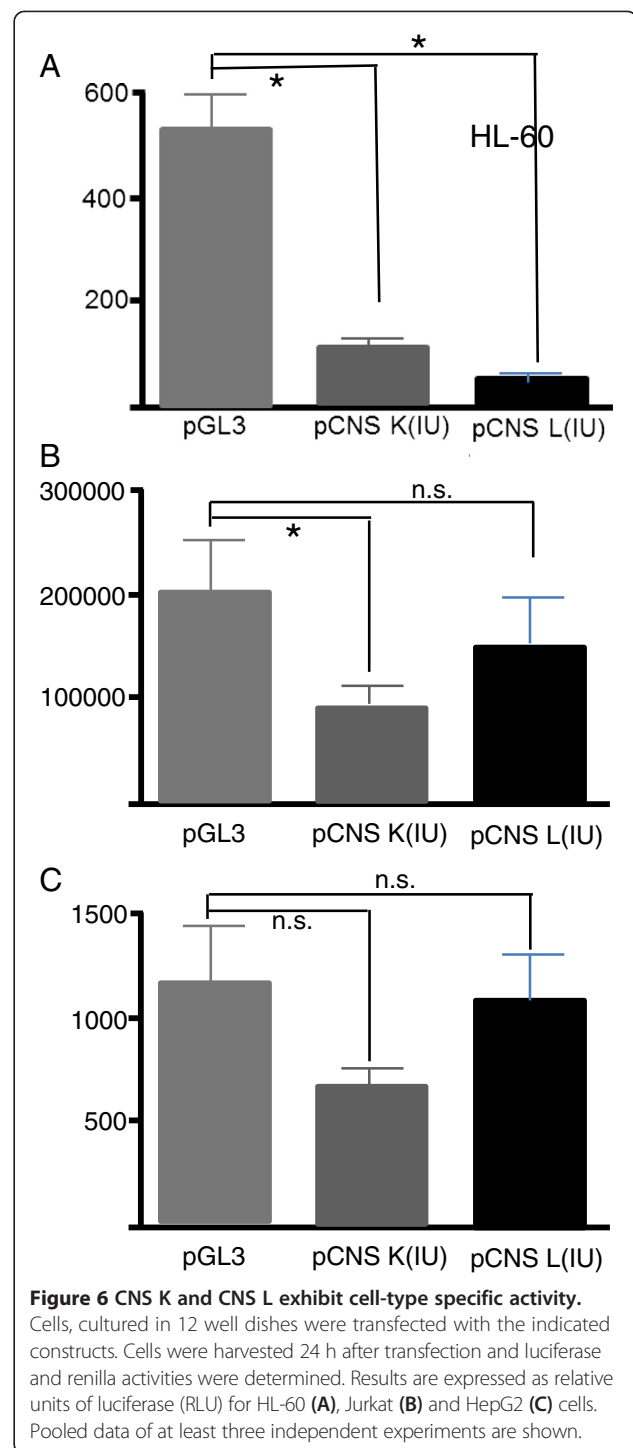 A
*
600
*
HL-60
400
200
pGL3 pCNS K(IU) pCNS L(IU)
B
300000
n.s.
*
200000
100000
pGL3 pCNS K(IU) pCNS L(IU)
C
n.s.
1500
n.s.
1000
500
pGL3 pCNS K(IU) pCNS L(IU)
Figure 6 CNS K and CNS L exhibit cell-type specific activity.
Cells, cultured in 12 well dishes were transfected with the indicated
constructs. Cells were harvested 24 h after transfection and luciferase
and renilla activities were determined. Results are expressed as relative
units of luciferase (RLU) for HL-60 (A), Jurkat (B) and HepG2 (C) cells.
Pooled data of at least three independent experiments are shown.